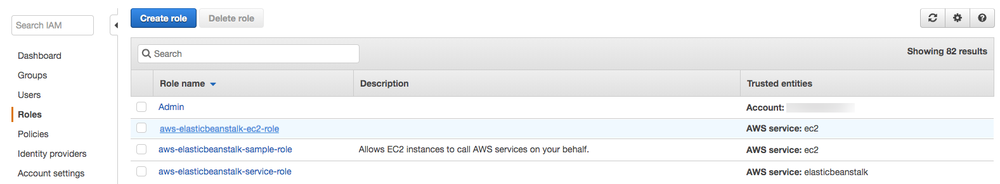 Search IAM
Dashboard
Groups
Users
Roles
Policies
Identity providers
Account settings
Create role Delete role
Search Showing 82 results
Role name Description Trusted entities
Admin Account:
aws-elasticbeanstalk-ec2-role AWS service: ec2
aws-elasticbeanstalk-sample-role Allows EC2 instances to call AWS services on your behalf. AWS service: ec2
aws-elasticbeanstalk-service-role AWS service: elasticbeanstalk